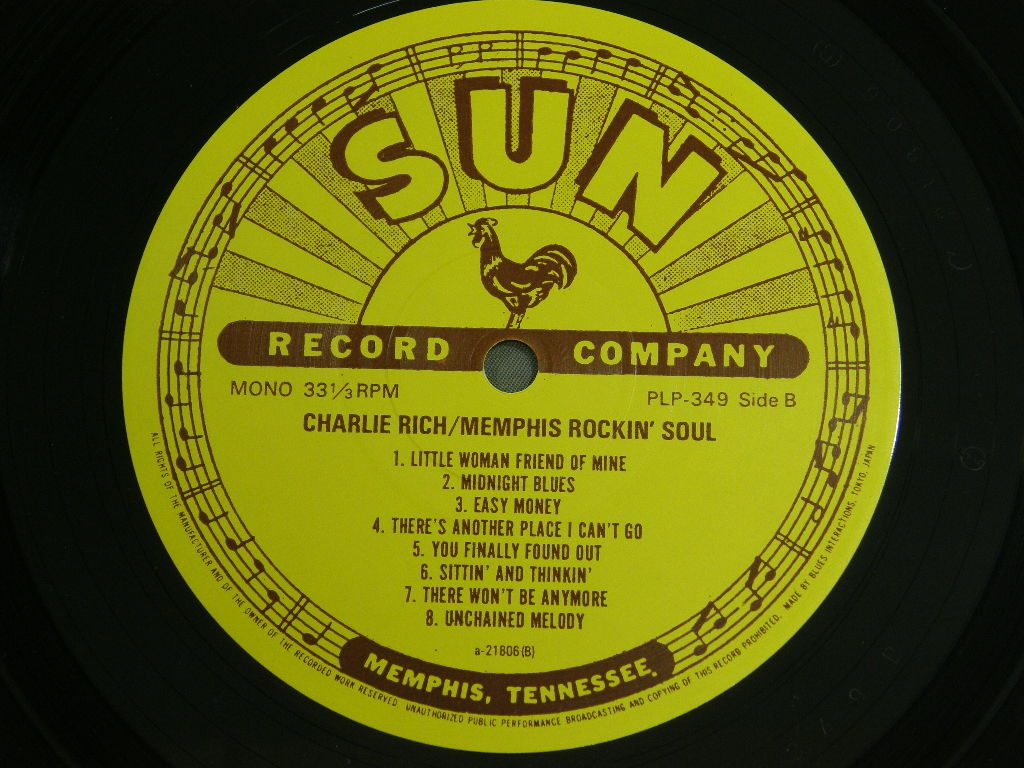 SUN
RECORD COMPANY
MONO 33 1/3 RPM
PLP-349 Side B
CHARLIE RICH/MEMPHIS ROCKIN' SOUL
1. LITTLE WOMAN FRIEND OF MINE
2. MIDNIGHT BLUES
3. EASY MONEY
4. THERE'S ANOTHER PLACE I CAN'T GO
5. YOU FINALLY FOUND OUT
6. SITTIN' AND THINKIN'
7. THERE WON'T BE ANYMORE
8. UNCHAINED MELODY
a-21806(B)
MEMPHIS, TENNESSEE.
ALL RIGHTS OF THE MANUFACTURER AND OF THE OWNER OF THE RECORDED WORK RESERVED. UNAUTHORIZED PUBLIC PERFORMANCE BROADCASTING AND COPYING OF THIS RECORD PROHIBITED. MADE BY BLUES INTERACTIONS, TOKYO, JAPAN